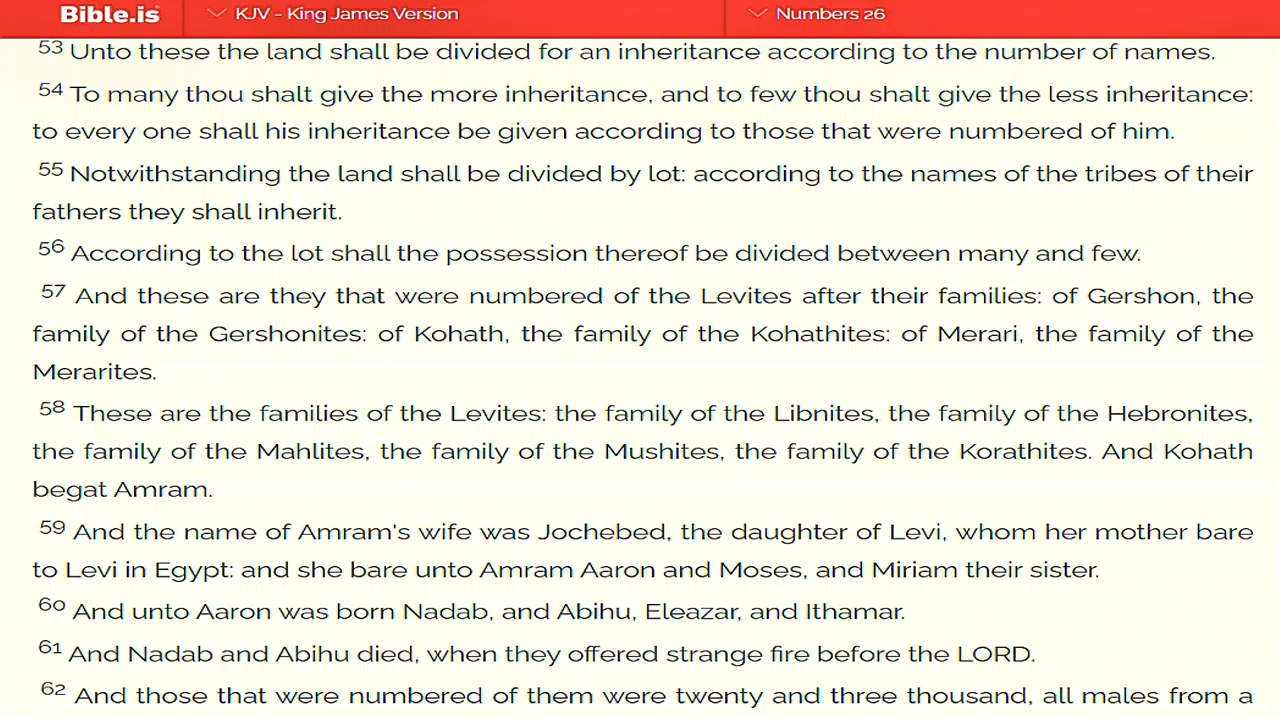 Bible.is KJV - King James Version Numbers 26
53 Unto these the land shall be divided for an inheritance according to the number of names.
54 To many thou shalt give the more inheritance, and to few thou shalt give the less inheritance:
to every one shall his inheritance be given according to those that were numbered of him.
55 Notwithstanding the land shall be divided by lot: according to the names of the tribes of their
fathers they shall inherit.
56 According to the lot shall the possession thereof be divided between many and few.
57 And these are they that were numbered of the Levites after their families: of Gershon, the
family of the Gershonites: of Kohath, the family of the Kohathites: of Merari, the family of the
Merarites.
58 These are the families of the Levites: the family of the Libnites, the family of the Hebronites,
the family of the Mahlites, the family of the Mushites, the family of the Korathites. And Kohath
begat Amram.
59 And the name of Amram's wife was Jochebed, the daughter of Levi, whom her mother bare
to Levi in Egypt: and she bare unto Amram Aaron and Moses, and Miriam their sister.
60 And unto Aaron was born Nadab, and Abihu, Eleazar, and Ithamar.
61 And Nadab and Abihu died, when they offered strange fire before the LORD.
62 And those that were numbered of them were twenty and three thousand, all males from a